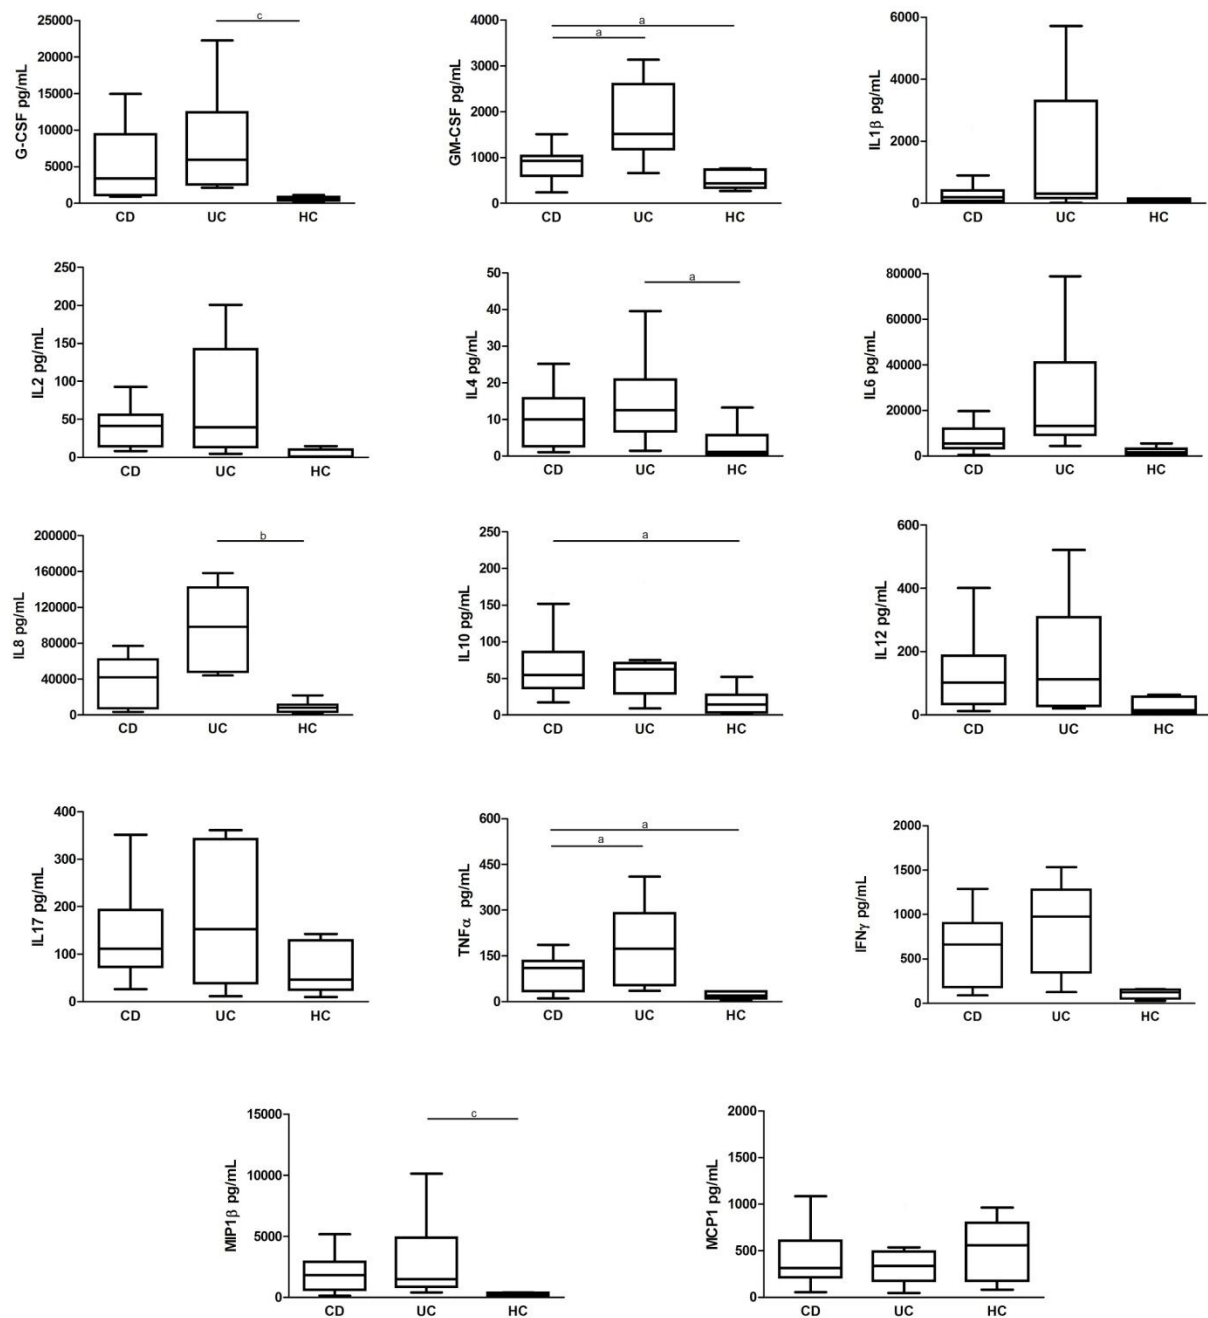 G-CSF pg/mL
25000
20000
15000
10000
5000
0
c
CD UC HC
GM-CSF pg/mL
4000
3000
2000
1000
0
a
a
CD UC HC
IL1β pg/mL
6000
4000
2000
0
CD UC HC
IL2 pg/mL
250
200
150
100
50
0
CD UC HC
IL4 pg/mL
50
40
30
20
10
0
a
CD UC HC
IL6 pg/mL
80000
60000
40000
20000
0
CD UC HC
IL8 pg/mL
200000
160000
120000
80000
40000
0
b
CD UC HC
IL10 pg/mL
250
200
150
100
50
0
a
CD UC HC
IL12 pg/mL
600
400
200
0
CD UC HC
IL17 pg/mL
400
300
200
100
0
CD UC HC
TNFα pg/mL
600
450
300
150
0
a
a
CD UC HC
IFNγ pg/mL
2000
1500
1000
500
0
CD UC HC
MIP1β pg/mL
15000
10000
5000
0
c
CD UC HC
MCP1 pg/mL
2000
1500
1000
500
0
CD UC HC